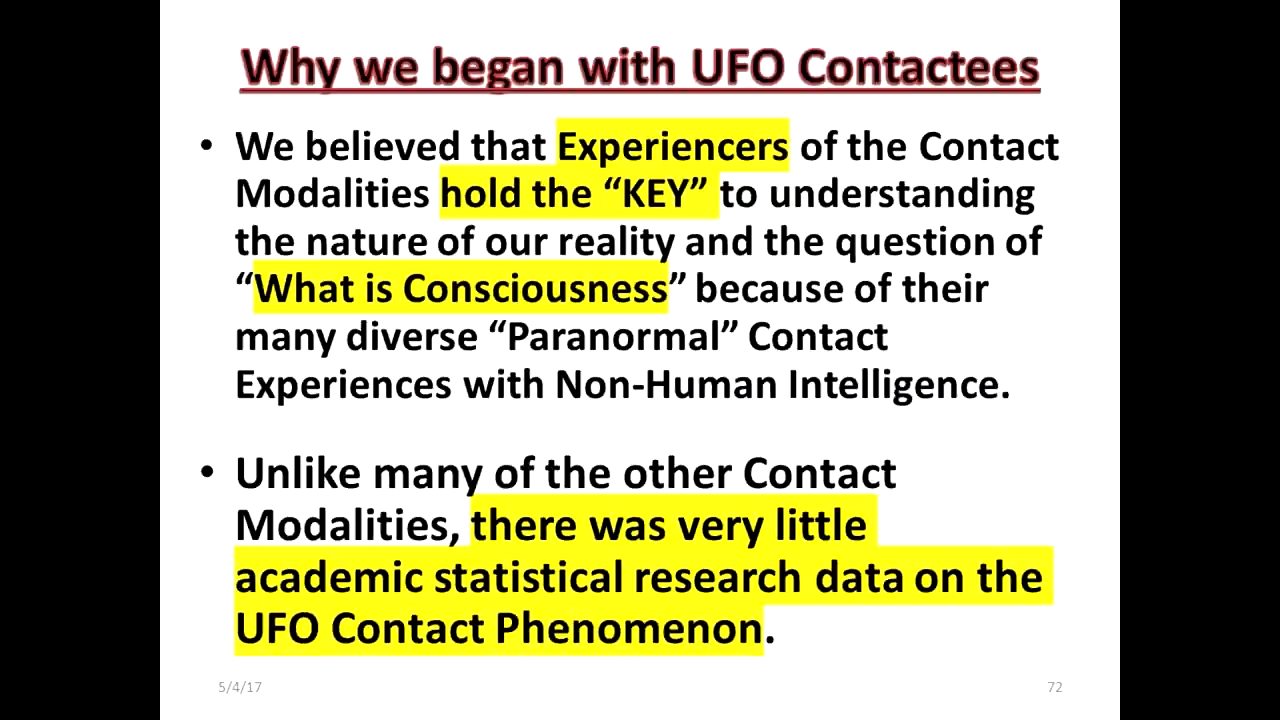 Why we began with UFO Contactees
• We believed that Experiencers of the Contact
Modalities hold the “KEY” to understanding
the nature of our reality and the question of
“What is Consciousness” because of their
many diverse “Paranormal” Contact
Experiences with Non-Human Intelligence.
• Unlike many of the other Contact
Modalities, there was very little
academic statistical research data on the
UFO Contact Phenomenon.
5/4/17
72